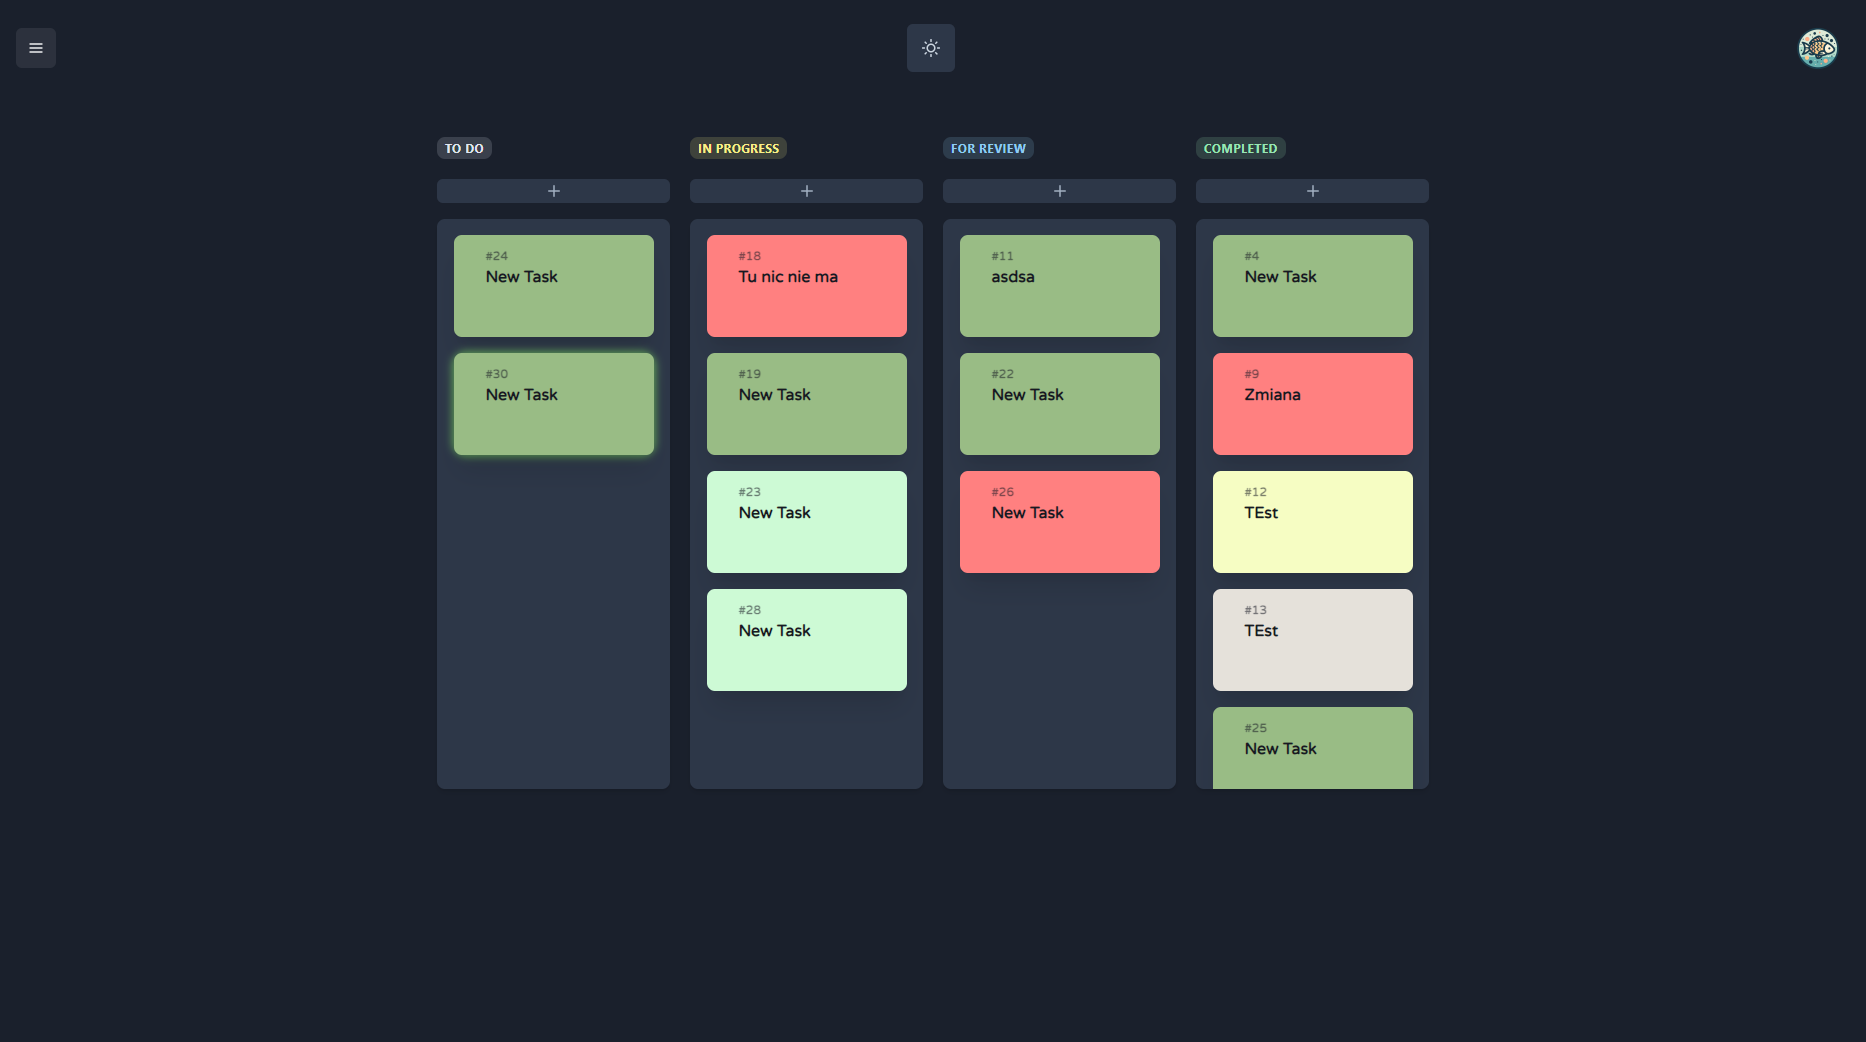 TO DO
#24
New Task
#30
New Task
IN PROGRESS
#18
Tu nic nie ma
#19
New Task
#23
New Task
#28
New Task
FOR REVIEW
#11
asdsa
#22
New Task
#26
New Task
COMPLETED
#4
New Task
#9
Zmiana
#12
TEst
#13
TEst
#25
New Task